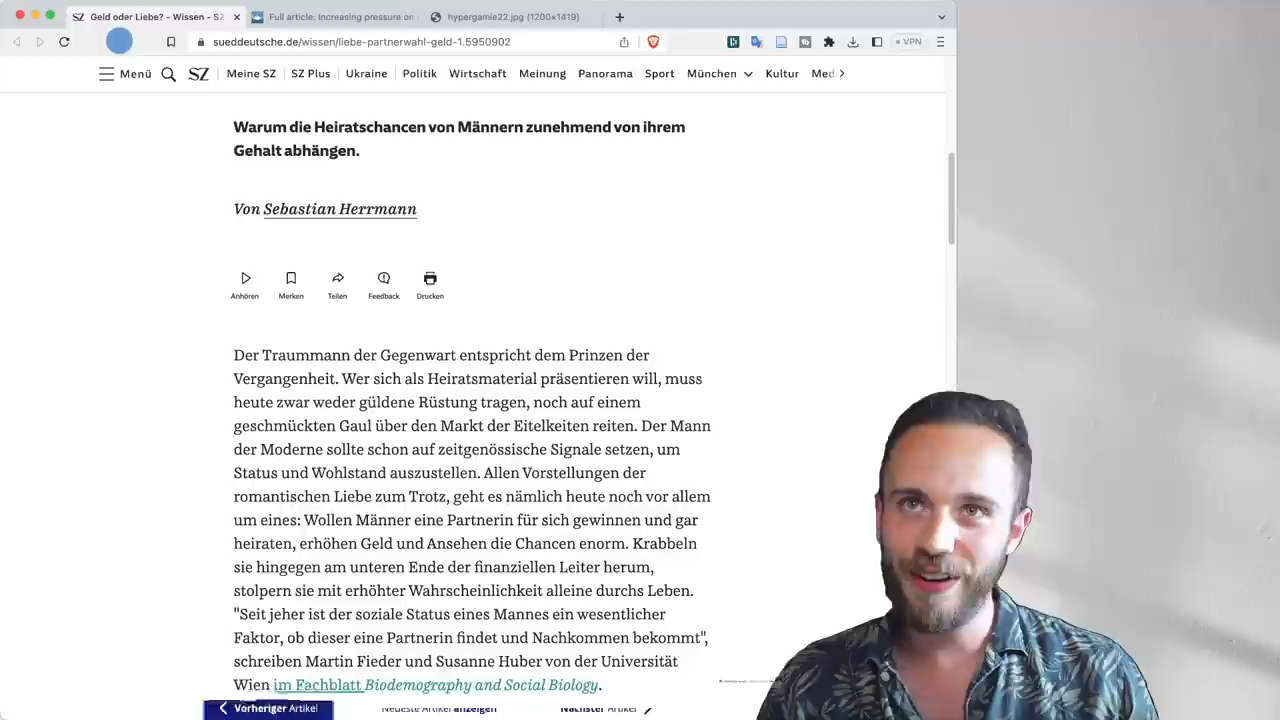 Geld oder Liebe? - Wissen - SZ
Full article: Increasing pressure on
hypergamie22.jpg (1200×1419)
sueddeutsche.de/wissen/liebe-partnerwahl-geld-1.5950902
VPN
Menü SZ Meine SZ SZ Plus Ukraine Politik Wirtschaft Meinung Panorama Sport München Kultur Med
Warum die Heiratschancen von Männern zunehmend von ihrem
Gehalt abhängen.
Von Sebastian Herrmann
Anhören Merken Teilen Feedback Drucken
Der Traummann der Gegenwart entspricht dem Prinzen der
Vergangenheit. Wer sich als Heiratsmaterial präsentieren will, muss
heute zwar weder güldene Rüstung tragen, noch auf einem
geschmückten Gaul über den Markt der Eitelkeiten reiten. Der Mann
der Moderne sollte schon auf zeitgenössische Signale setzen, um
Status und Wohlstand auszustellen. Allen Vorstellungen der
romantischen Liebe zum Trotz, geht es nämlich heute noch vor allem
um eines: Wollen Männer eine Partnerin für sich gewinnen und gar
heiraten, erhöhen Geld und Ansehen die Chancen enorm. Krabbeln
sie hingegen am unteren Ende der finanziellen Leiter herum,
stolpern sie mit erhöhter Wahrscheinlichkeit alleine durchs Leben.
"Seit jeher ist der soziale Status eines Mannes ein wesentlicher
Faktor, ob dieser eine Partnerin findet und Nachkommen bekommt",
schreiben Martin Fieder und Susanne Huber von der Universität
Wien im Fachblatt Biodemography and Social Biology.
Vorheriger Artikel Neueste Artikel anzeigen Nächster Artikel